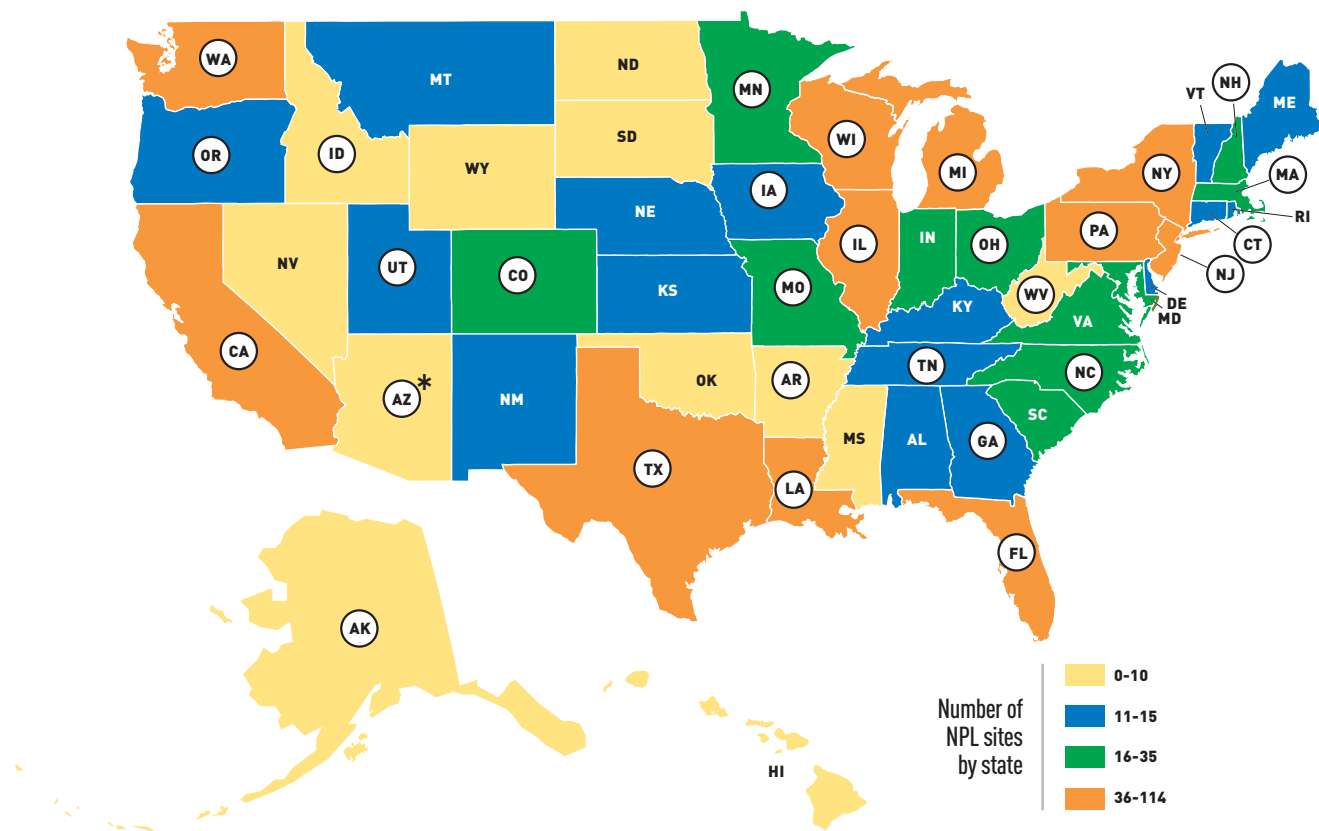 WA
MT
ND
MN
VT
NH
ME
OR
ID
WY
SD
WI
MI
NY
MA
RI
CT
NJ
IA
NE
NV
UT
CO
KS
MO
IL
IN
OH
PA
WV
KY
VA
DE
MD
CA
AZ*
NM
OK
AR
TN
NC
SC
MS
AL
GA
TX
LA
FL
AK
HI
Number of
NPL sites
by state
0-10
11-15
16-35
36-114